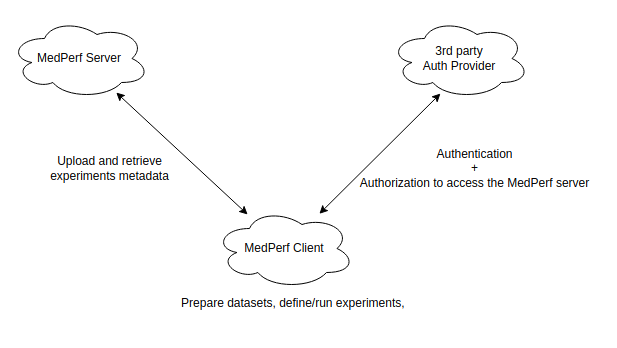 MedPerf Server
3rd party
Auth Provider
Upload and retrieve
experiments metadata
Authentication
+
Authorization to access the MedPerf server
MedPerf Client
Prepare datasets, define/run experiments,